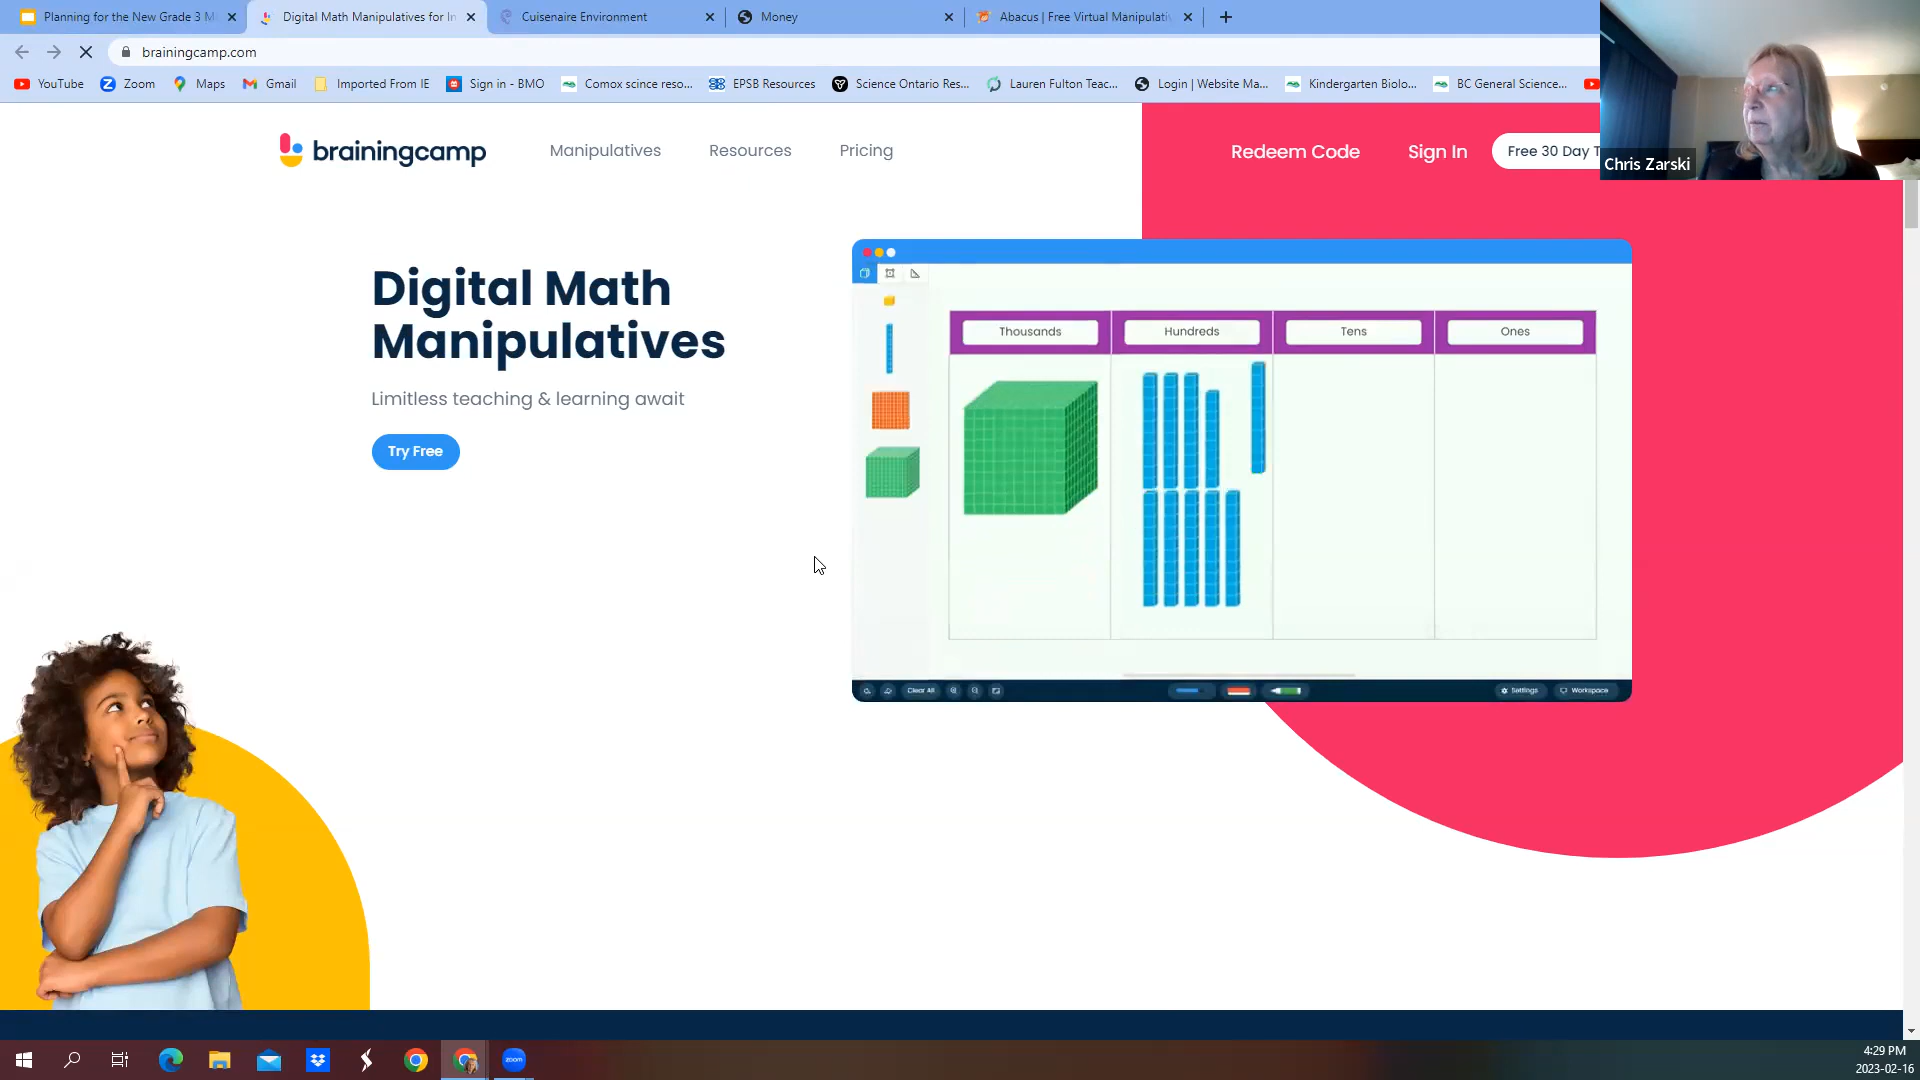 Planning for the New Grade 3 M
Digital Math Manipulatives for In
Cuisenaire Environment
Money
Abacus | Free Virtual Manipulati
brainingcamp.com
YouTube
Zoom
Maps
Gmail
Imported From IE
Sign in - BMO
Comox scince reso...
EPSB Resources
Science Ontario Res...
Lauren Fulton Teac...
Login | Website Ma...
Kindergarten Biolo...
BC General Science...
Chris Zarski
brainingcamp
Manipulatives
Resources
Pricing
Redeem Code
Sign In
Free 30 Day T
Digital Math
Manipulatives
Limitless teaching & learning await
Try Free
Thousands
Hundreds
Tens
Ones
Clear All
Settings
Workspace
zoom
4:29 PM
2023-02-16